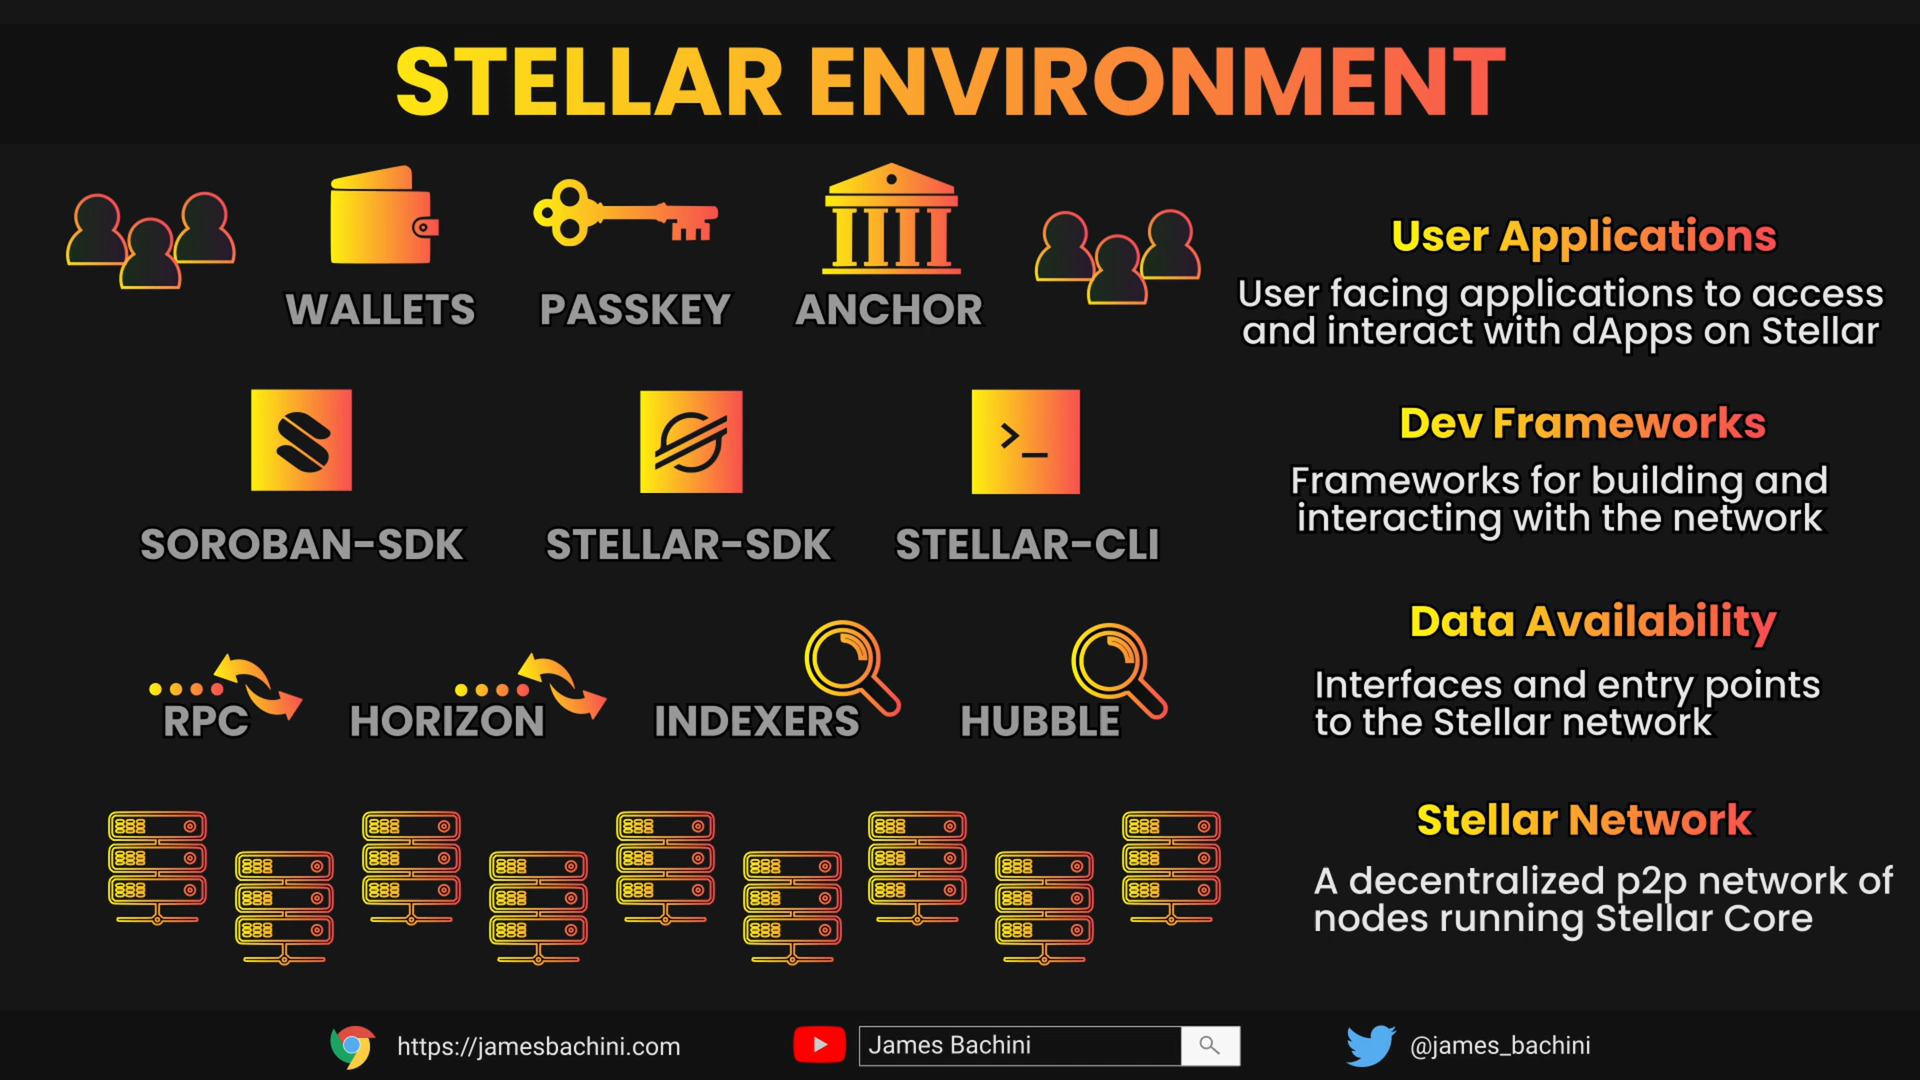 STELLAR ENVIRONMENT
WALLETS
PASSKEY
ANCHOR
User Applications
User facing applications to access
and interact with dApps on Stellar
SOROBAN-SDK
STELLAR-SDK
STELLAR-CLI
Dev Frameworks
Frameworks for building and
interacting with the network
RPC
HORIZON
INDEXERS
HUBBLE
Data Availability
Interfaces and entry points
to the Stellar network
Stellar Network
A decentralized p2p network of
nodes running Stellar Core
https://jamesbachini.com
James Bachini
@james_bachini